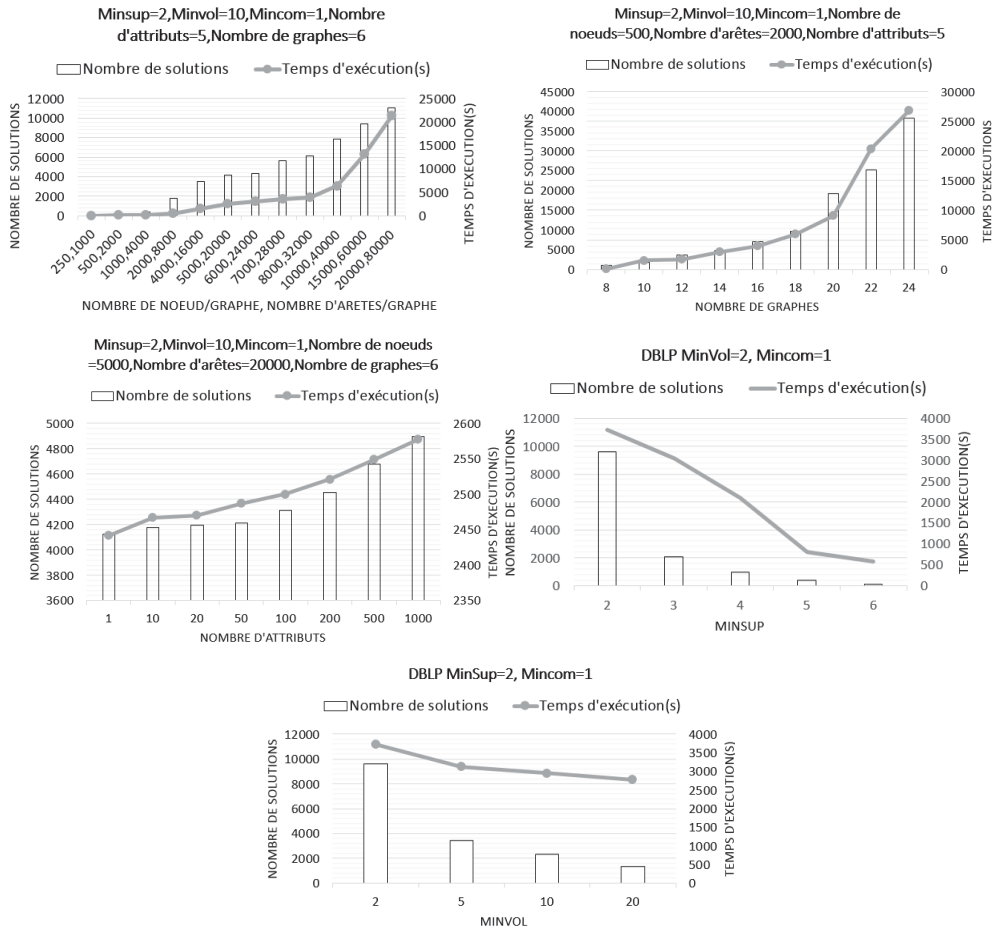 Minsup=2,Minvol=10,Mincom=1,Nombre
d'attributs=5,Nombre de graphes=6
Nombre de solutions Temps d'exécution(s)
NOMBRE DE SOLUTIONS
12000
10000
8000
6000
4000
2000
0
25000
20000
15000
10000
5000
0
TEMPS D'EXECUTION(S)
250,1000
500,2000
1000,4000
2000,8000
4000,16000
5000,20000
6000,24000
7000,28000
8000,32000
10000,40000
15000,60000
20000,80000
NOMBRE DE NOEUD/GRAPHE, NOMBRE D'ARETES/GRAPHE
Minsup=2,Minvol=10,Mincom=1,Nombre de
noeuds=500,Nombre d'arêtes=2000,Nombre d'attributs=5
Nombre de solutions Temps d'exécution(s)
NOMBRE DE SOLUTIONS
45000
40000
35000
30000
25000
20000
15000
10000
5000
0
30000
25000
20000
15000
10000
5000
0
TEMPS D'EXECUTIONS
8 10 12 14 16 18 20 22 24
NOMBRE DE GRAPHES
Minsup=2,Minvol=10,Mincom=1,Nombre de noeuds
=5000,Nombre d'arêtes=20000,Nombre de graphes=6
Nombre de solutions Temps d'exécution(s)
NOMBRE DE SOLUTIONS
5000
4800
4600
4400
4200
4000
3800
3600
2600
2550
2500
2450
2400
2350
TEMPS D'EXECUTION(S)
1 10 20 50 100 200 500 1000
NOMBRE D'ATTRIBUTS
DBLP MinVol=2, Mincom=1
Nombre de solutions Temps d'exécution(s)
NOMBRE DE SOLUTIONS
12000
10000
8000
6000
4000
2000
0
4000
3500
3000
2500
2000
1500
1000
500
0
TEMPS D'EXECUTION(S)
2 3 4 5 6
MINSUP
DBLP MinSup=2, Mincom=1
Nombre de solutions Temps d'exécution(s)
NOMBRE DE SOLUTIONS
12000
10000
8000
6000
4000
2000
0
4000
3500
3000
2500
2000
1500
1000
500
0
TEMPS D'EXECUTION(S)
2 5 10 20
MINVOL